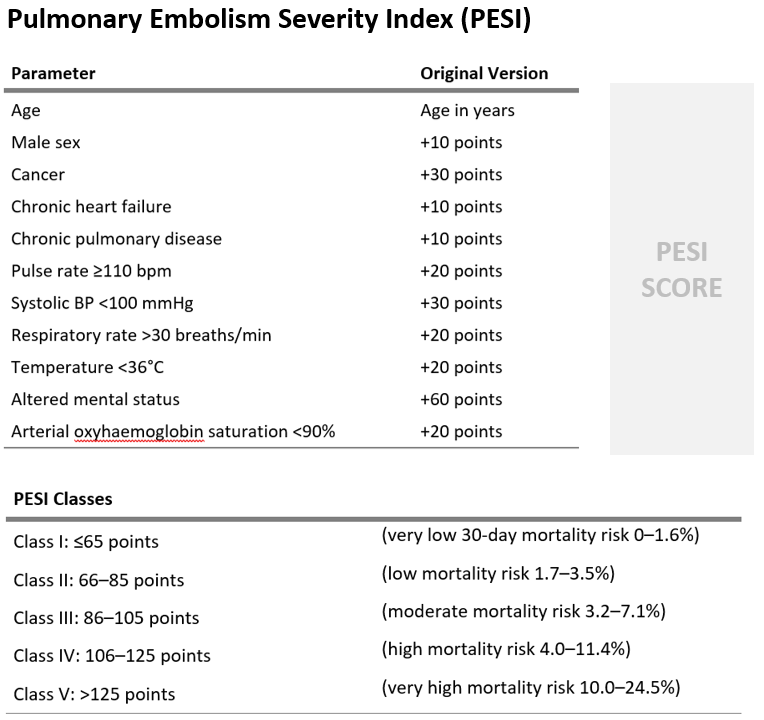 Pulmonary Embolism Severity Index (PESI)
Parameter Original Version
Age Age in years
Male sex +10 points
Cancer +30 points
Chronic heart failure +10 points
Chronic pulmonary disease +10 points
Pulse rate ≥110 bpm +20 points
Systolic BP <100 mmHg +30 points
Respiratory rate >30 breaths/min +20 points
Temperature <36°C +20 points
Altered mental status +60 points
Arterial oxyhaemoglobin saturation <90% +20 points
PESI
SCORE
PESI Classes
Class I: ≤65 points (very low 30-day mortality risk 0–1.6%)
Class II: 66–85 points (low mortality risk 1.7–3.5%)
Class III: 86–105 points (moderate mortality risk 3.2–7.1%)
Class IV: 106–125 points (high mortality risk 4.0–11.4%)
Class V: >125 points (very high mortality risk 10.0–24.5%)